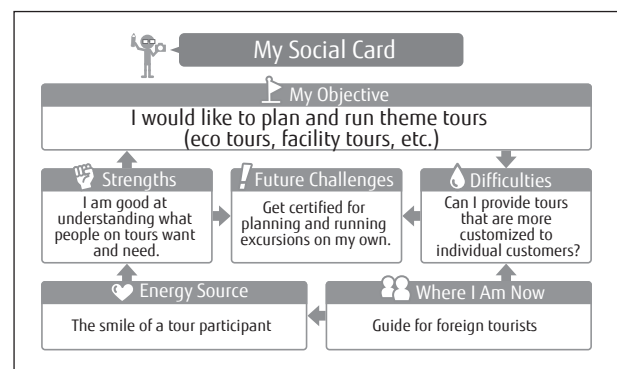 My Social Card
My Objective
I would like to plan and run theme tours
(eco tours, facility tours, etc.)
Strengths
I am good at
understanding what
people on tours want
and need.
Future Challenges
Get certified for
planning and running
excursions on my own.
Difficulties
Can I provide tours
that are more
customized to
individual customers?
Energy Source
The smile of a tour participant
Where I Am Now
Guide for foreign tourists